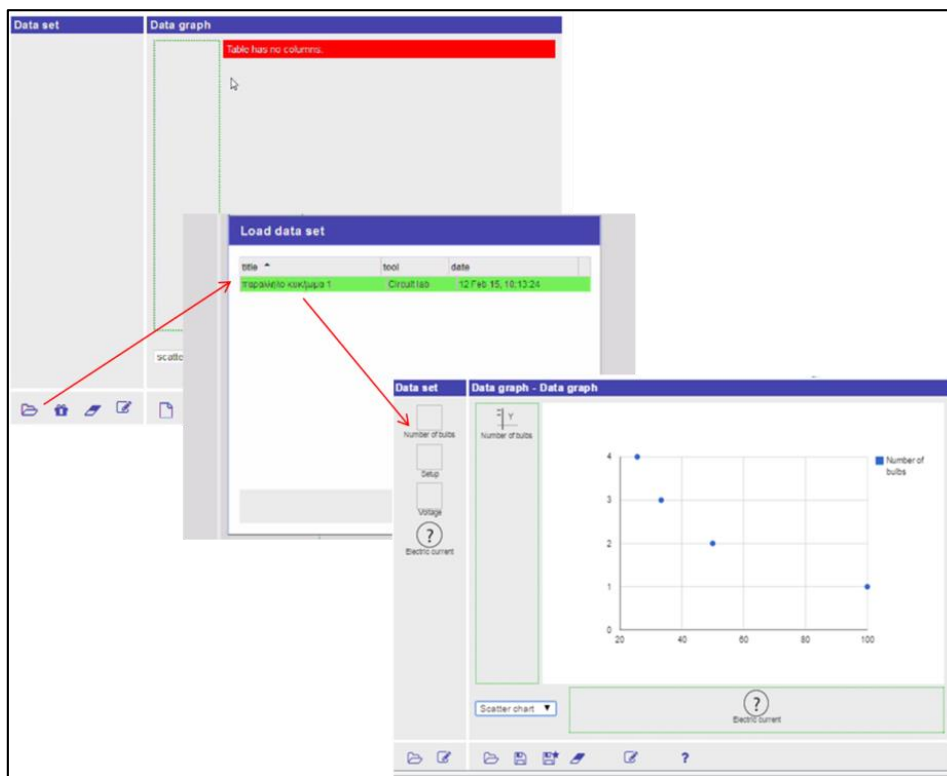 Data set
Data graph
Table has no columns.
scatte
Load data set
title
tool
date
παράλληλο κύκλωμα 1
Circuit lab
12 Feb 15, 10:13:24
Data set
Data graph - Data graph
Number of bulbs
Setup
Voltage
?
Electric current
Y
Number of bulbs
4
3
2
1
0
20
40
60
80
100
Number of
bulbs
Scatter chart
?
Electric current
?